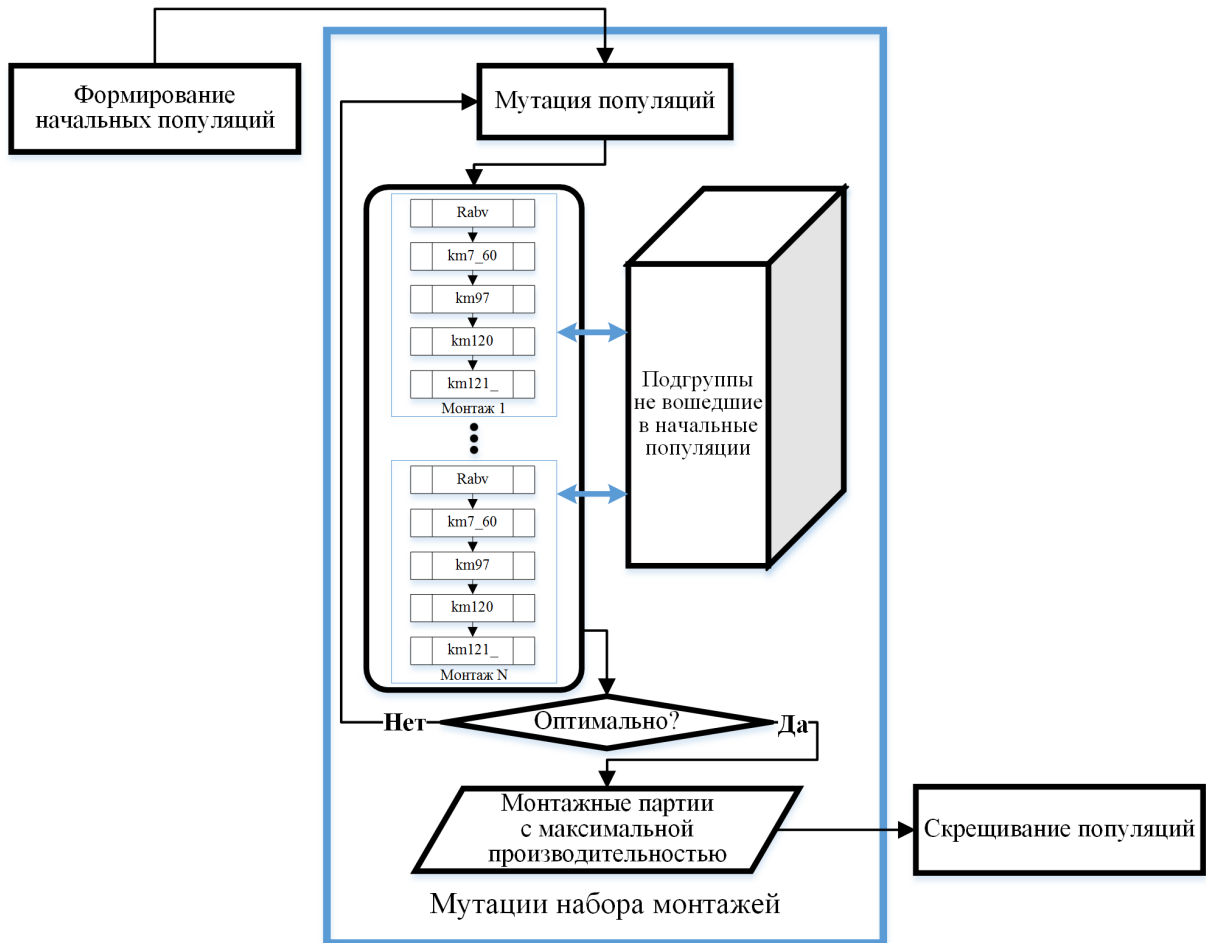 Формирование
начальных популяций
Мутация популяций
Rabv
km7_60
km97
km120
km121_
Монтаж 1
Подгруппы
не вошедшие
в начальные
популяции
Rabv
km7_60
km97
km120
km121_
Монтаж N
Нет
Оптимально?
Да
Монтажные партии
с максимальной
производительностью
Скрещивание популяций
Мутации набора монтажей